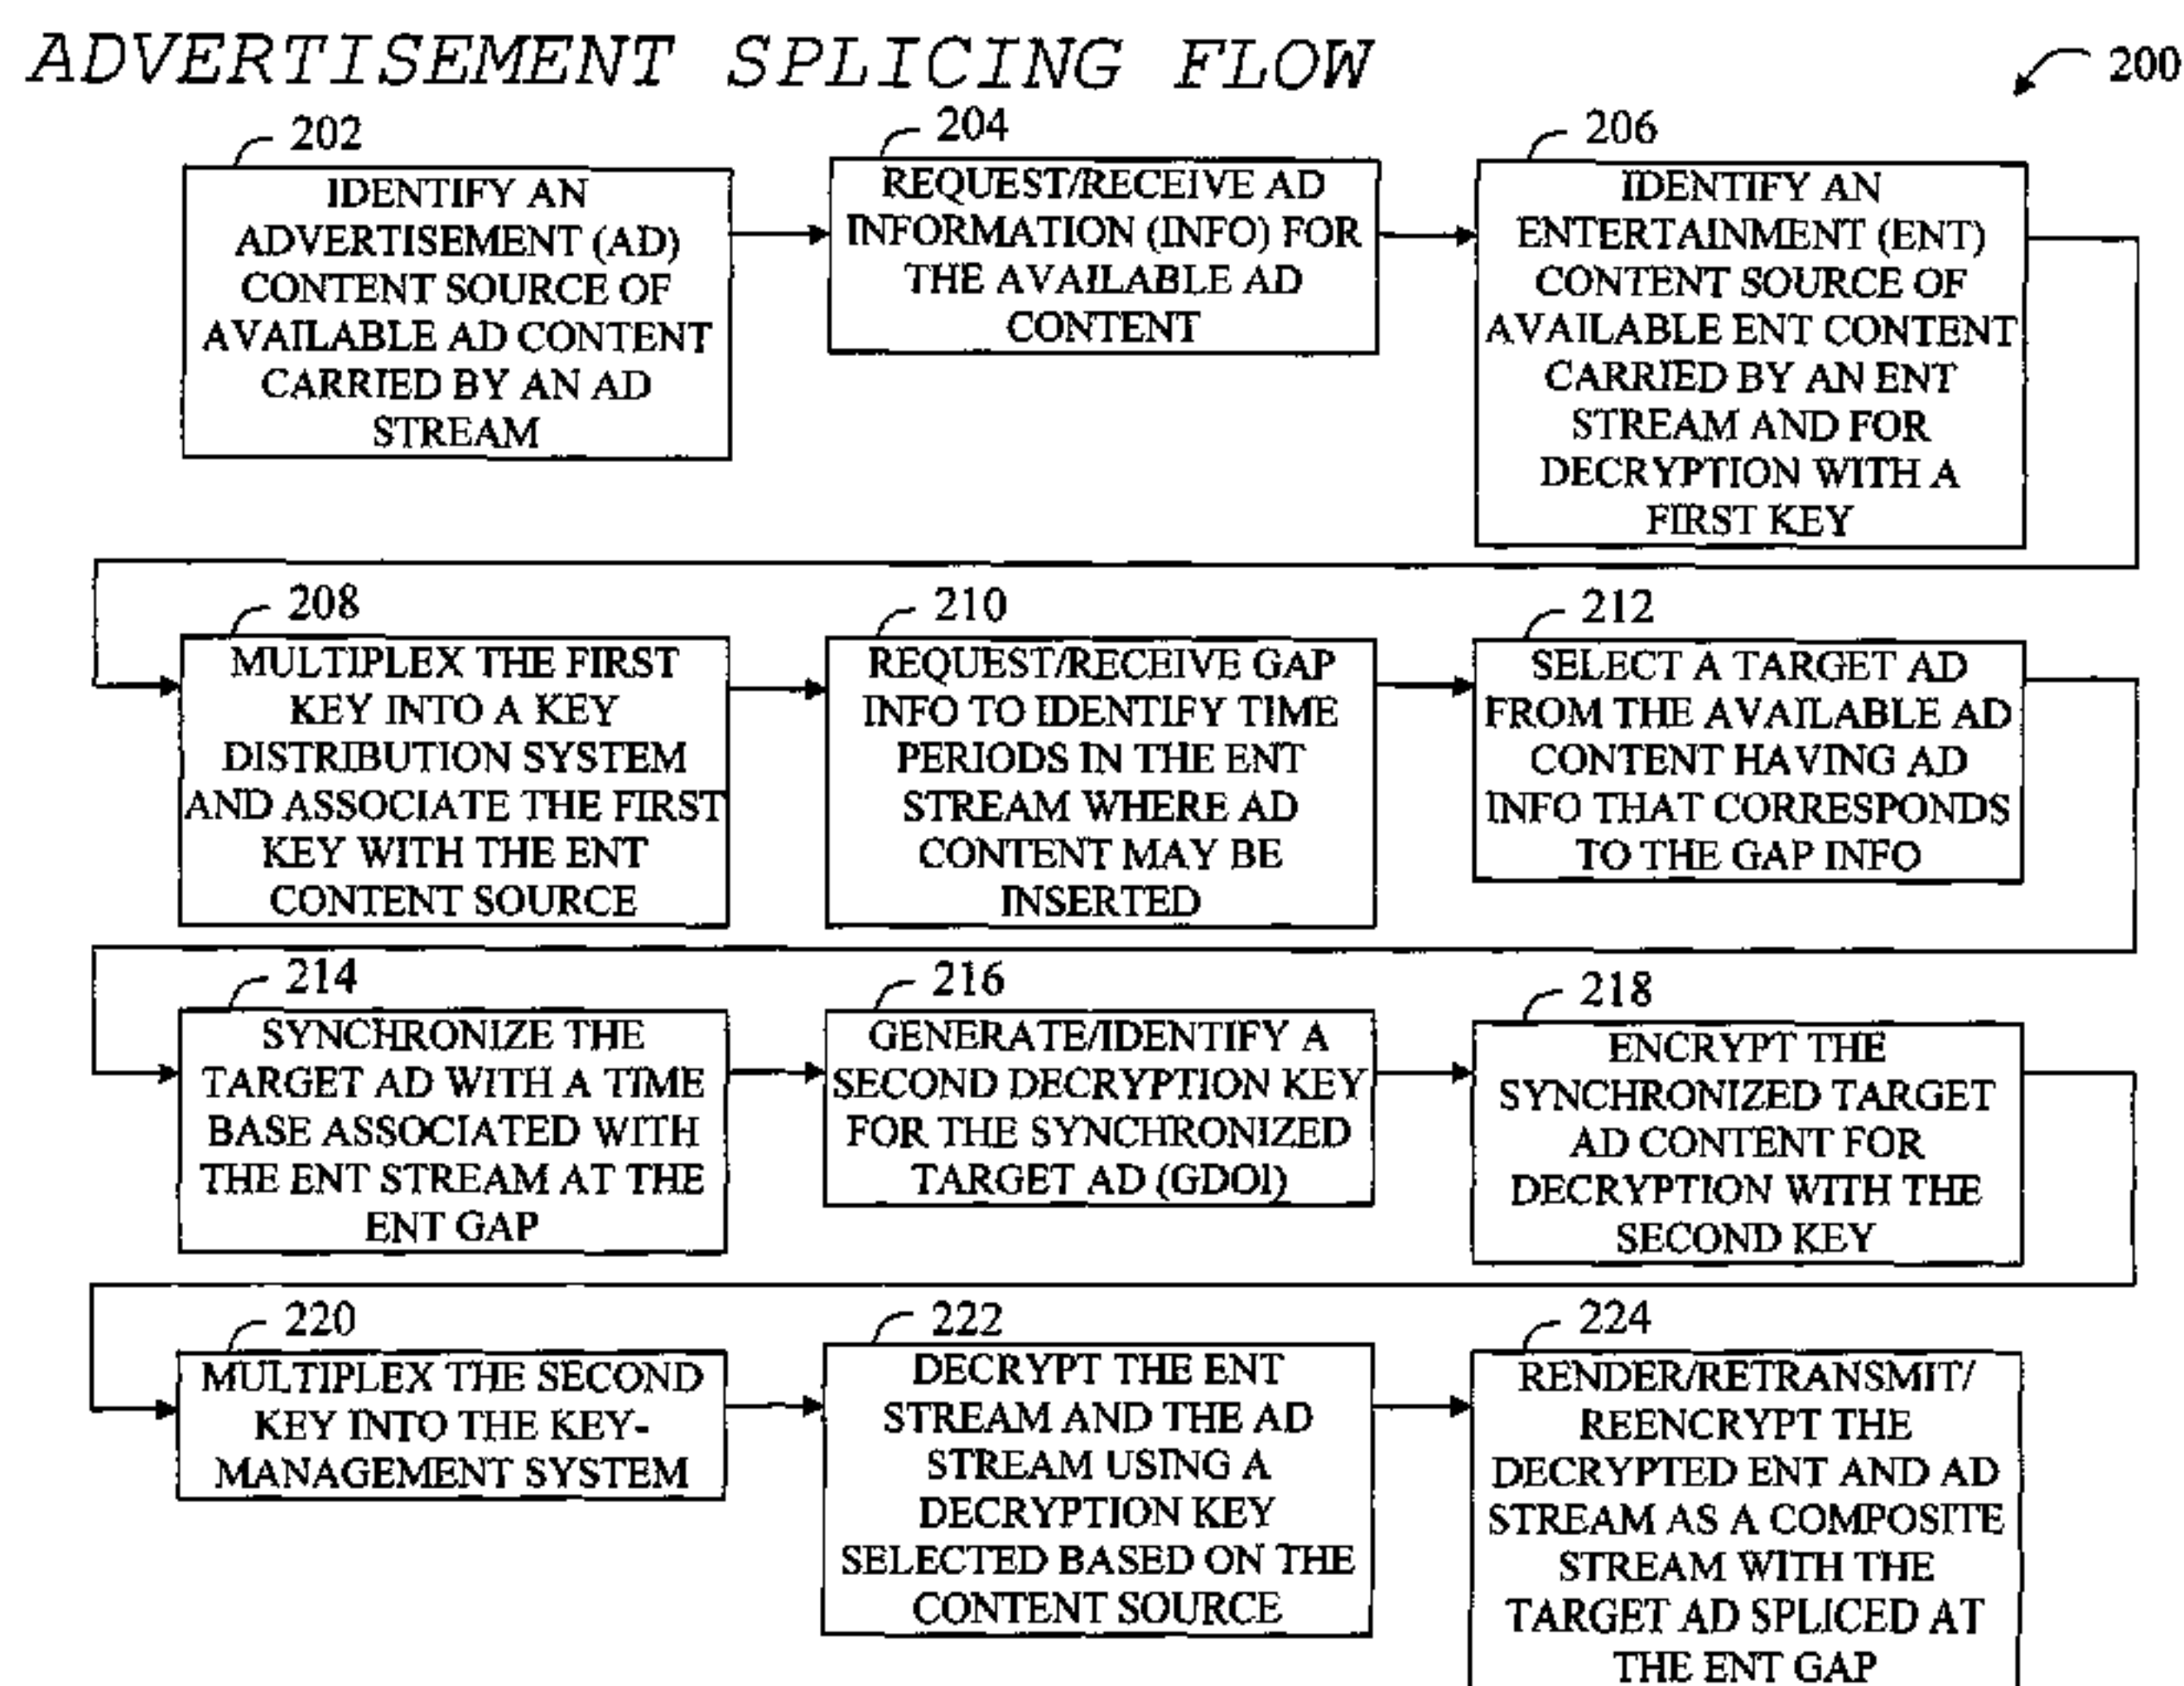 ADVERTISEMENT SPLICING FLOW
200
202
IDENTIFY AN
ADVERTISEMENT (AD)
CONTENT SOURCE OF
AVAILABLE AD CONTENT
CARRIED BY AN AD
STREAM
204
REQUEST/RECEIVE AD
INFORMATION (INFO) FOR
THE AVAILABLE AD
CONTENT
206
IDENTIFY AN
ENTERTAINMENT (ENT)
CONTENT SOURCE OF
AVAILABLE ENT CONTENT
CARRIED BY AN ENT
STREAM AND FOR
DECRYPTION WITH A
FIRST KEY
208
MULTIPLEX THE FIRST
KEY INTO A KEY
DISTRIBUTION SYSTEM
AND ASSOCIATE THE FIRST
KEY WITH THE ENT
CONTENT SOURCE
210
REQUEST/RECEIVE GAP
INFO TO IDENTIFY TIME
PERIODS IN THE ENT
STREAM WHERE AD
CONTENT MAY BE
INSERTED
212
SELECT A TARGET AD
FROM THE AVAILABLE AD
CONTENT HAVING AD
INFO THAT CORRESPONDS
TO THE GAP INFO
214
SYNCHRONIZE THE
TARGET AD WITH A TIME
BASE ASSOCIATED WITH
THE ENT STREAM AT THE
ENT GAP
216
GENERATE/IDENTIFY A
SECOND DECRYPTION KEY
FOR THE SYNCHRONIZED
TARGET AD (GDOI)
218
ENCRYPT THE
SYNCHRONIZED TARGET
AD CONTENT FOR
DECRYPTION WITH THE
SECOND KEY
220
MULTIPLEX THE SECOND
KEY INTO THE KEY-
MANAGEMENT SYSTEM
222
DECRYPT THE ENT
STREAM AND THE AD
STREAM USING A
DECRYPTION KEY
SELECTED BASED ON THE
CONTENT SOURCE
224
RENDER/RETRANSMIT/
REENCRYPT THE
DECRYPTED ENT AND AD
STREAM AS A COMPOSITE
STREAM WITH THE
TARGET AD SPLICED AT
THE ENT GAP